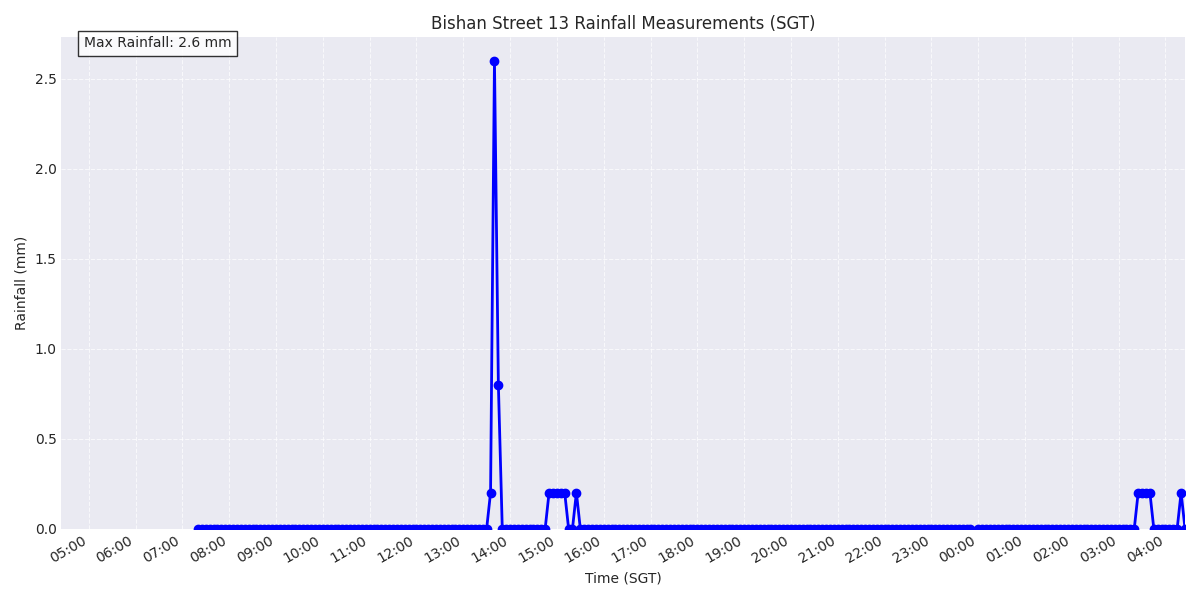 Bishan Street 13 Rainfall Measurements (SGT)
Max Rainfall: 2.6 mm
2.5
2.0
1.5
1.0
0.5
0.0
Rainfall (mm)
05:00 06:00 07:00 08:00 09:00 10:00 11:00 12:00 13:00 14:00 15:00 16:00 17:00 18:00 19:00 20:00 21:00 22:00 23:00 00:00 01:00 02:00 03:00 04:00
Time (SGT)